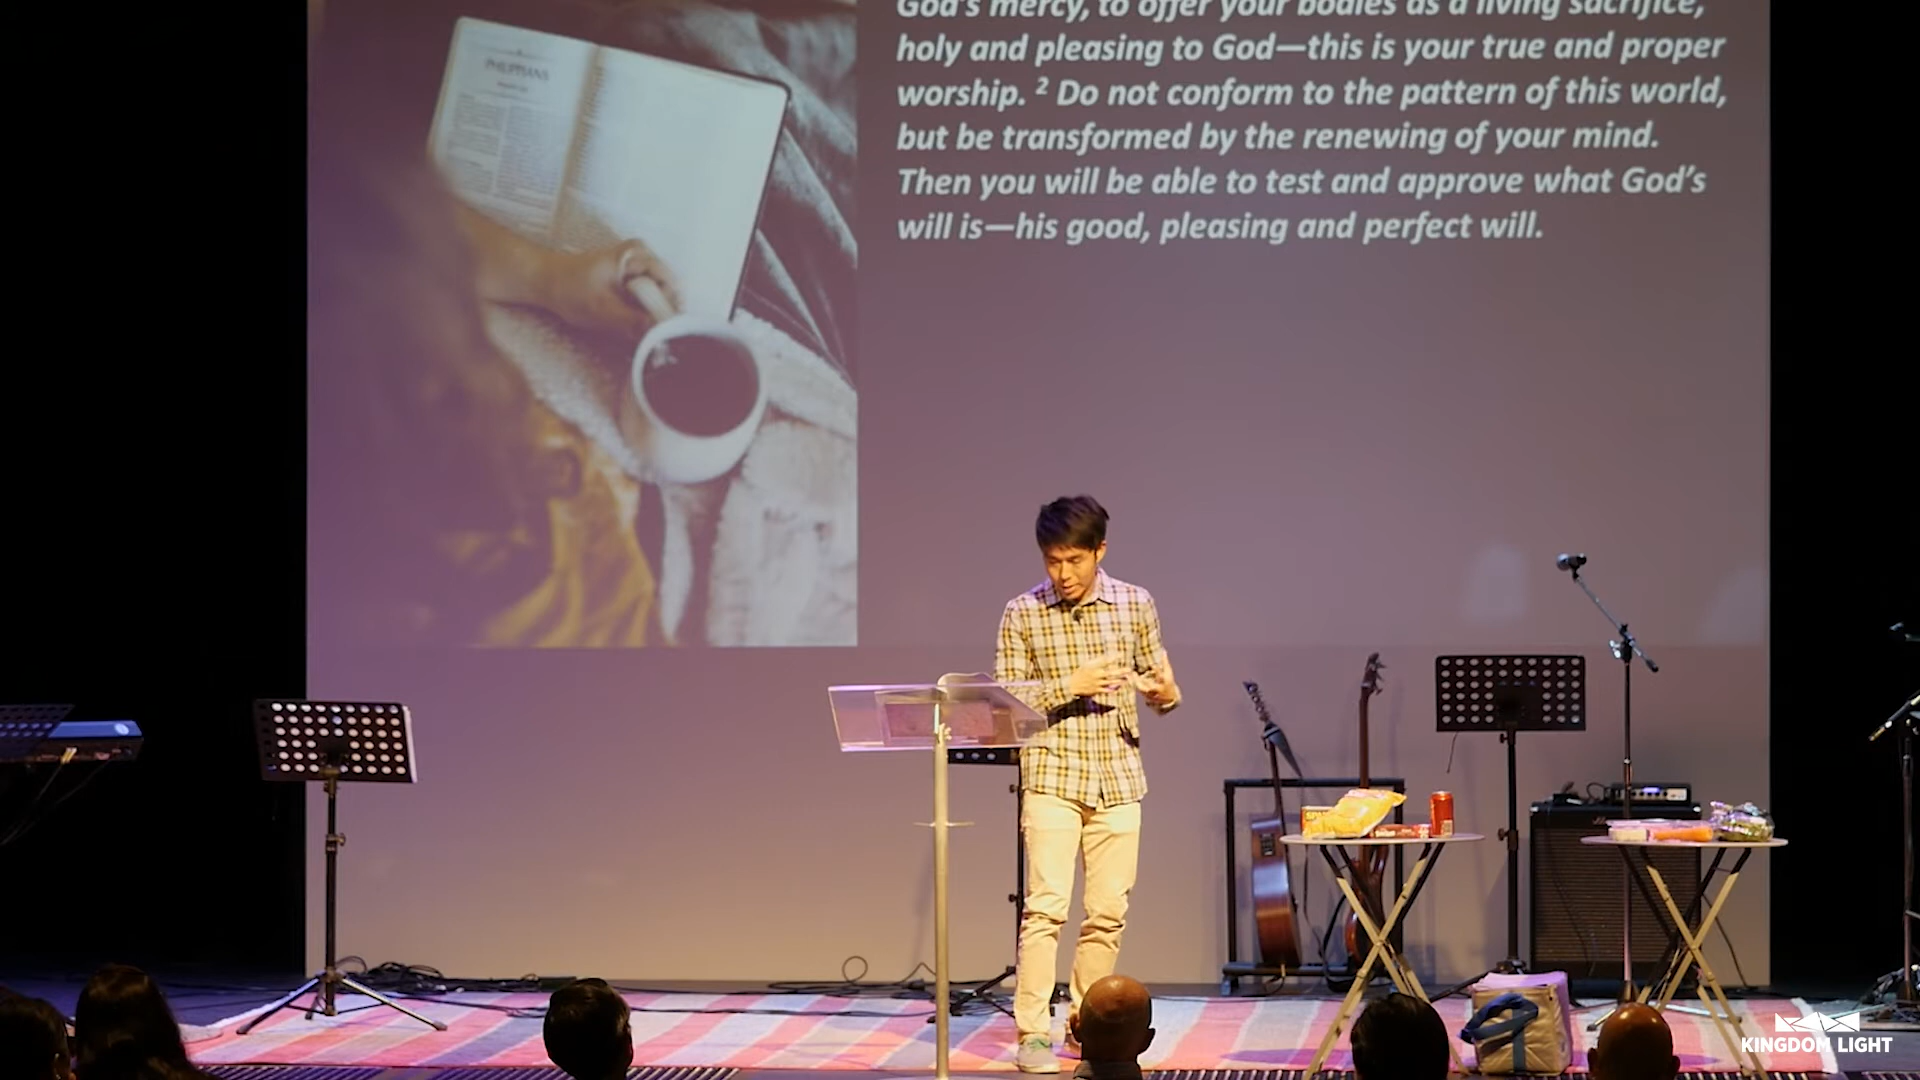 God's mercy, to offer your bodies as a living sacrifice,
holy and pleasing to God—this is your true and proper
worship. ² Do not conform to the pattern of this world,
but be transformed by the renewing of your mind.
Then you will be able to test and approve what God's
will is—his good, pleasing and perfect will.
PHILIPPIANS
KINGDOM LIGHT